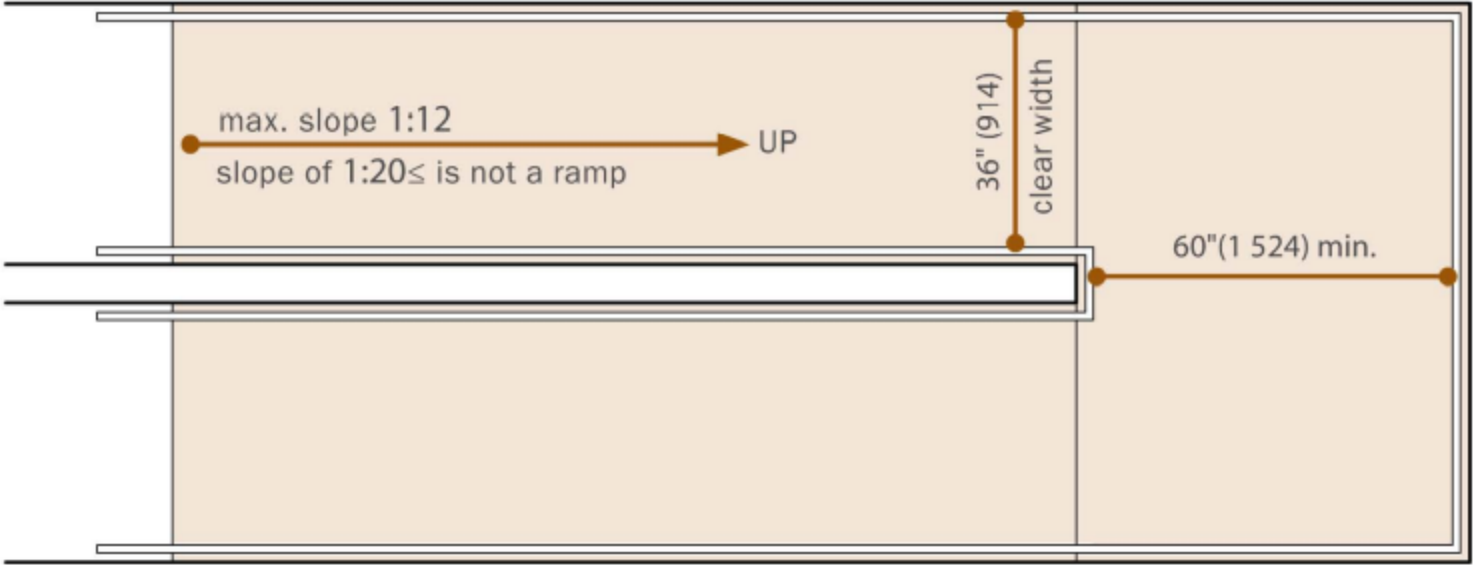 max. slope 1:12
UP
slope of 1:20≤ is not a ramp
36" (914)
clear width
60"(1 524) min.